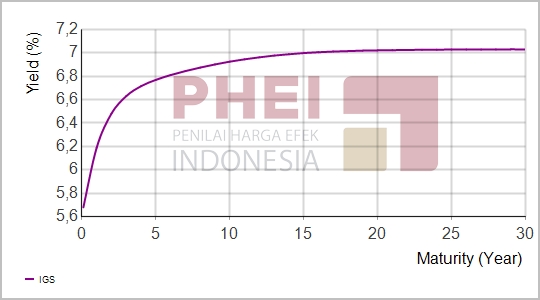 7,2
7
6,8
6,6
6,4
6,2
6
5,8
5,6
Yield (%)
PHEI
PENILAI HARGA EFEK
INDONESIA
0 5 10 15 20 25 30
Maturity (Year)
IGS